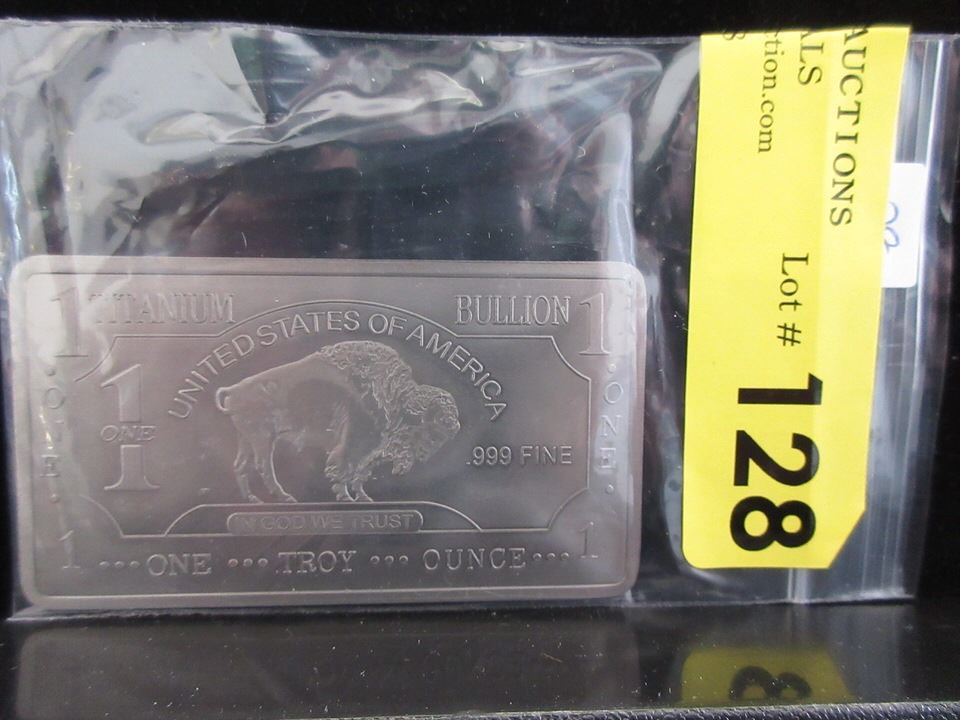 1 TITANIUM BULLION 1
UNITED STATES OF AMERICA
1
ONE
.999 FINE
ONE
ONE
IN GOD WE TRUST
1 ONE TROY OUNCE 1
AUCTIONS
ALS
ction.com
Lot # 128